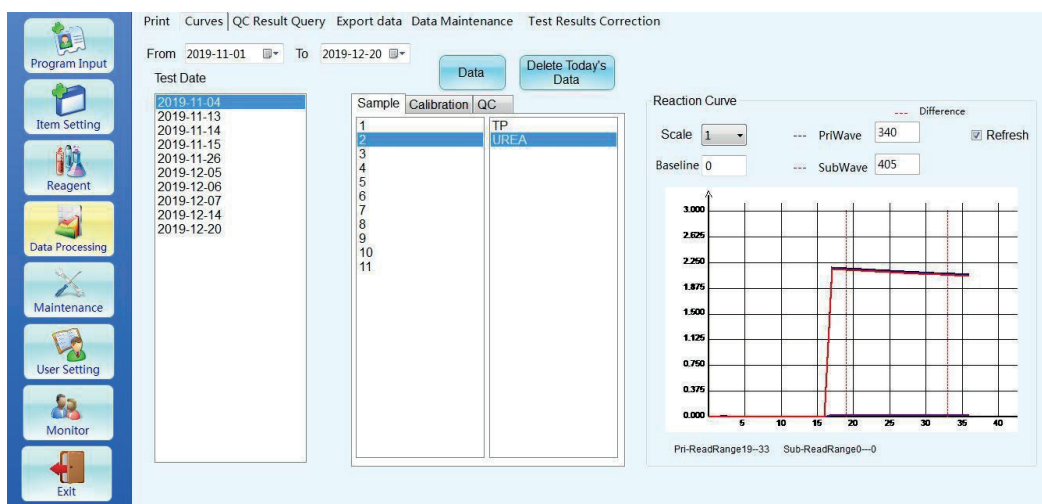 Print Curves QC Result Query Export data Data Maintenance Test Results Correction
Program Input
Item Setting
Reagent
Data Processing
Maintenance
User Setting
Monitor
Exit
From 2019-11-01 To 2019-12-20
Data
Delete Today's
Data
Test Date
2019-11-04
2019-11-13
2019-11-14
2019-11-15
2019-11-26
2019-12-05
2019-12-06
2019-12-07
2019-12-14
2019-12-20
Sample Calibration QC
1
2
3
4
5
6
7
8
9
10
11
TP
UREA
Reaction Curve
--- Difference
Scale 1 --- PriWave 340 Refresh
Baseline 0 --- SubWave 405
3.000
2.625
2.250
1.875
1.500
1.125
0.750
0.375
0.000
5 10 15 20 25 30 35 40
Pri-ReadRange19--33 Sub-ReadRange0---0